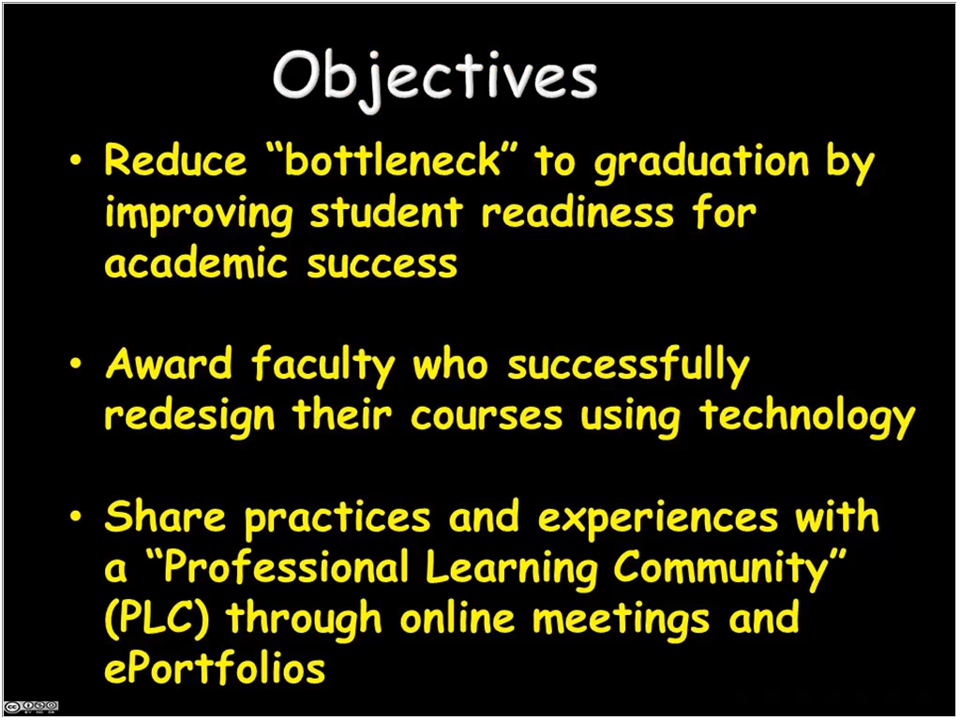 Objectives
• Reduce “bottleneck” to graduation by
improving student readiness for
academic success
• Award faculty who successfully
redesign their courses using technology
• Share practices and experiences with
a “Professional Learning Community”
(PLC) through online meetings and
ePortfolios